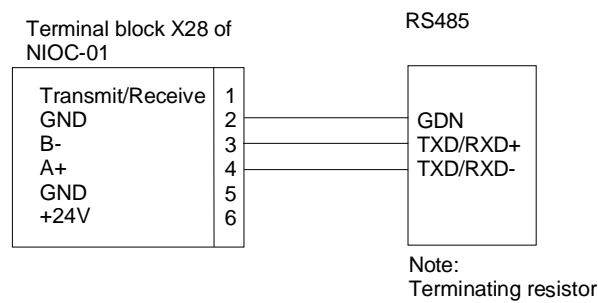 Terminal block X28 of
NIOC-01
RS485
Transmit/Receive 1
GND 2
B- 3
A+ 4
GND 5
+24V 6
GDN
TXD/RXD+
TXD/RXD-
Note:
Terminating resistor